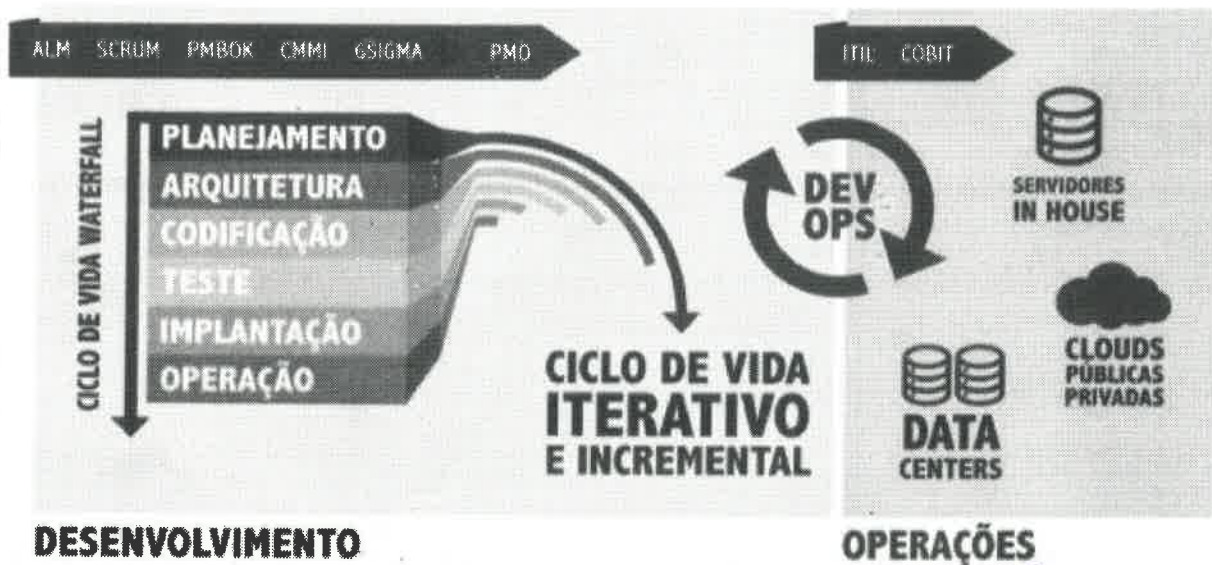 ALM SCRUM PMBOK CMMI 6SIGMA PMO
ITIL COBIT
CICLO DE VIDA WATERFALL
PLANEJAMENTO
ARQUITETURA
CODIFICAÇÃO
TESTE
IMPLANTAÇÃO
OPERAÇÃO
CICLO DE VIDA
ITERATIVO
E INCREMENTAL
DEV
OPS
SERVIDORES
IN HOUSE
CLOUDS
PÚBLICAS
PRIVADAS
DATA
CENTERS
DESENVOLVIMENTO
OPERAÇÕES